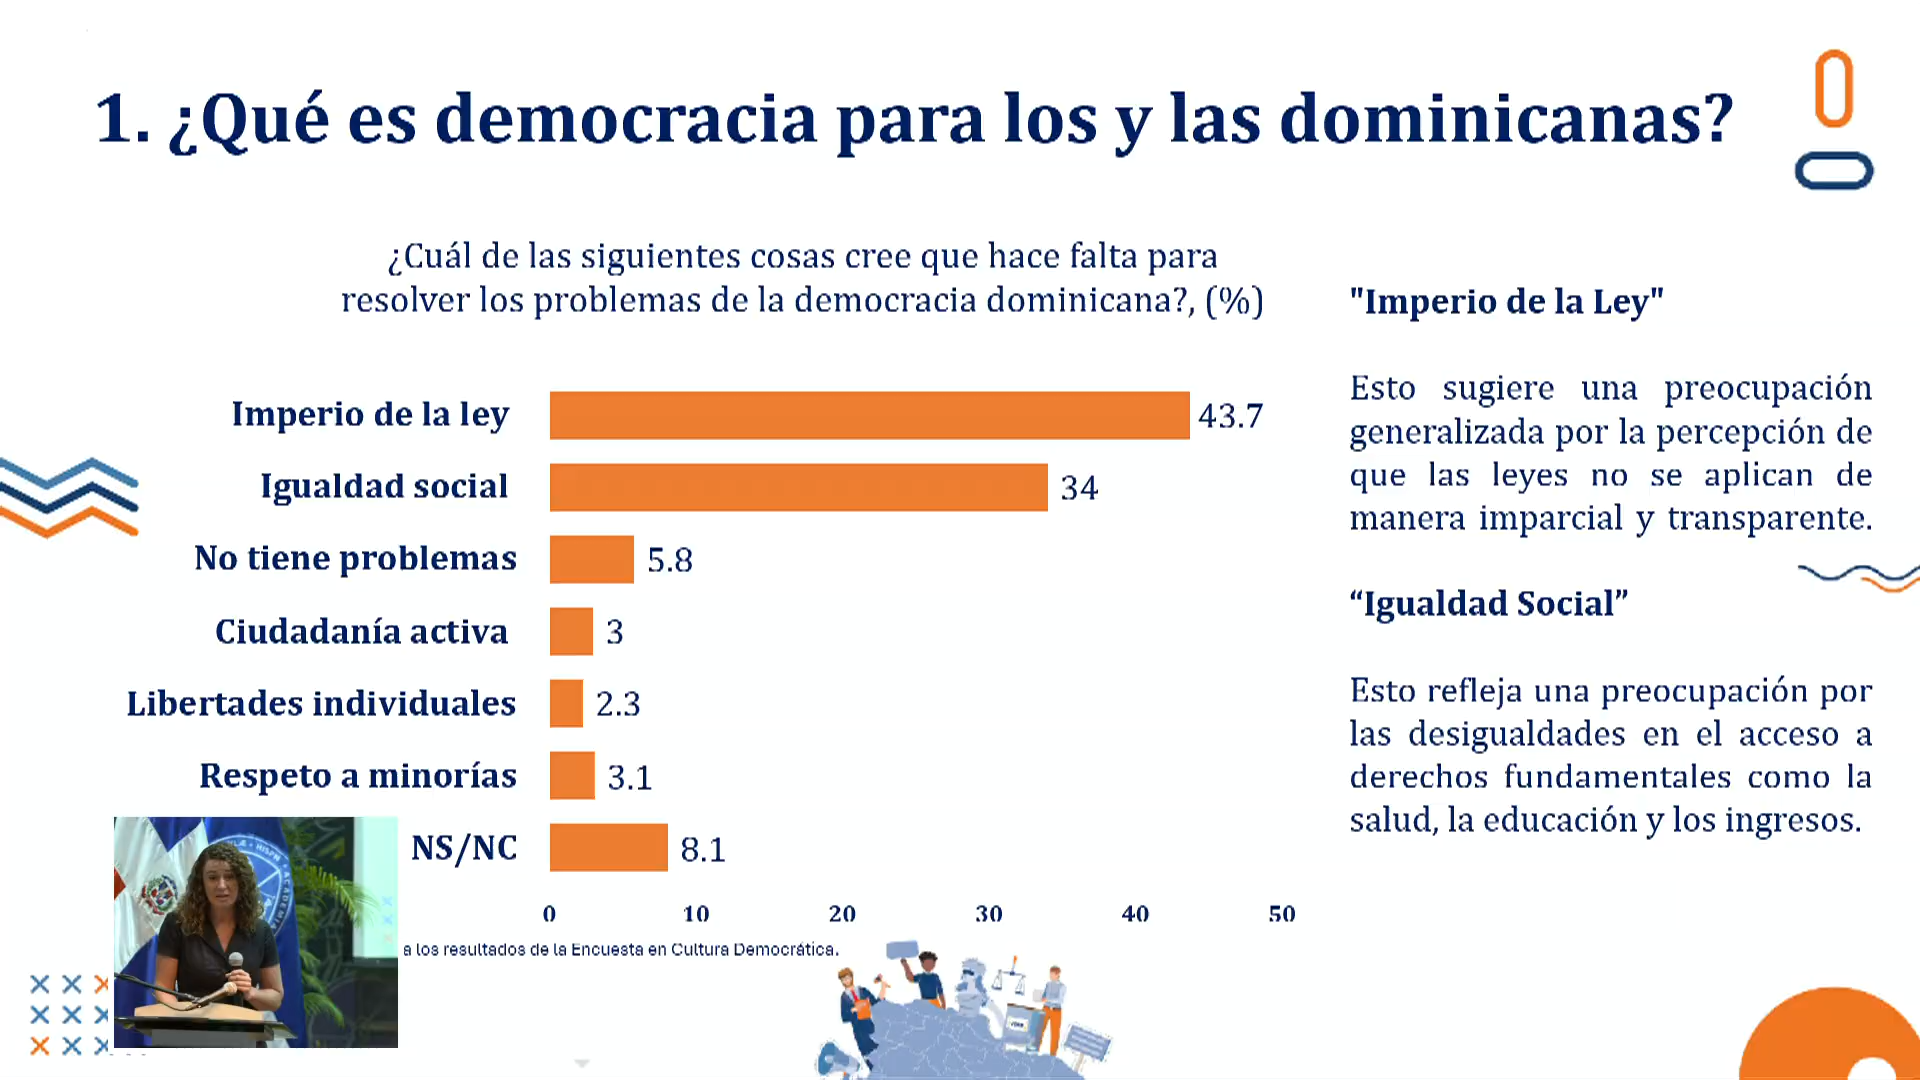 1. ¿Qué es democracia para los y las dominicanas?
¿Cuál de las siguientes cosas cree que hace falta para
resolver los problemas de la democracia dominicana?, (%)
Imperio de la ley 43.7
Igualdad social 34
No tiene problemas 5.8
Ciudadanía activa 3
Libertades individuales 2.3
Respeto a minorías 3.1
NS/NC 8.1
0 10 20 30 40 50
a los resultados de la Encuesta en Cultura Democrática.
"Imperio de la Ley"
Esto sugiere una preocupación
generalizada por la percepción de
que las leyes no se aplican de
manera imparcial y transparente.
“Igualdad Social”
Esto refleja una preocupación por
las desigualdades en el acceso a
derechos fundamentales como la
salud, la educación y los ingresos.